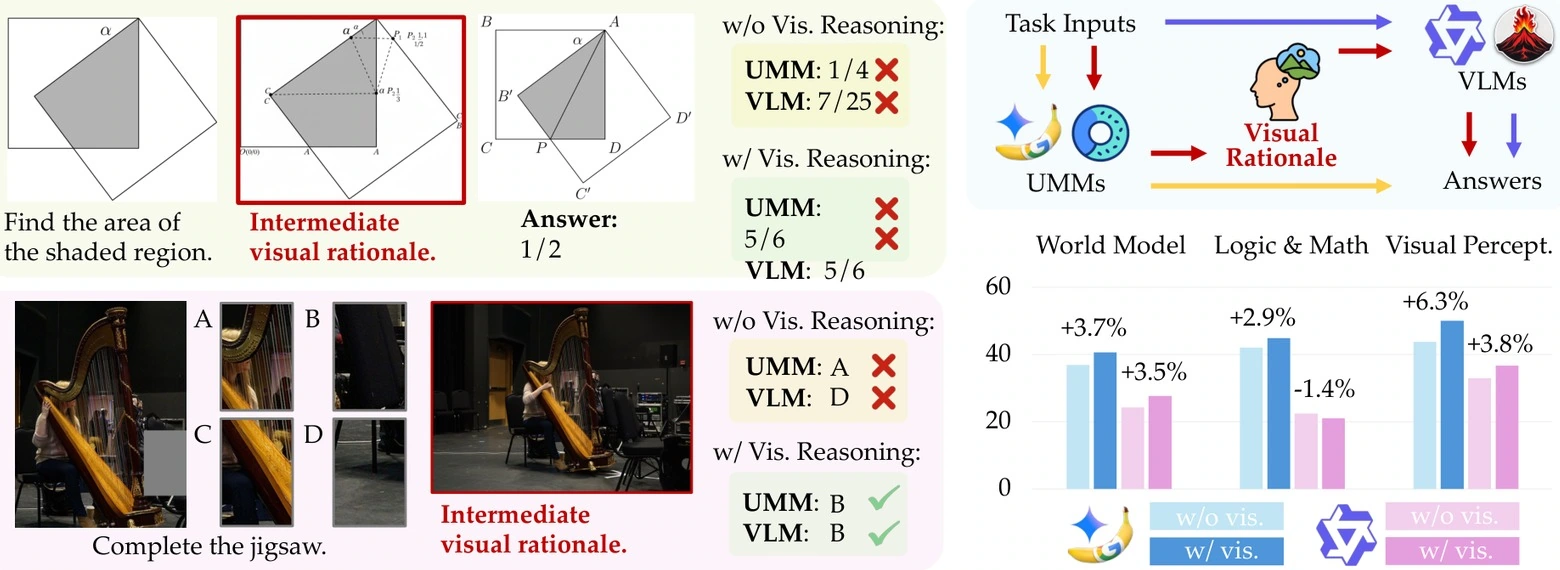 α
Find the area of
the shaded region.
Intermediate
visual rationale.
B
A
α
B′
D′
C
P
D
C′
Answer:
1/2
w/o Vis. Reasoning:
UMM: 1/4
VLM: 7/25
w/ Vis. Reasoning:
UMM:
5/6
VLM: 5/6
A
B
C
D
Complete the jigsaw.
Intermediate
visual rationale.
w/o Vis. Reasoning:
UMM: A
VLM: D
w/ Vis. Reasoning:
UMM: B
VLM: B
Task Inputs
VLMs
Visual
Rationale
UMMs
Answers
World Model
Logic & Math
Visual Percept.
60
40
20
0
+3.7%
+3.5%
+2.9%
-1.4%
+6.3%
+3.8%
w/o vis.
w/ vis.
w/o vis.
w/ vis.